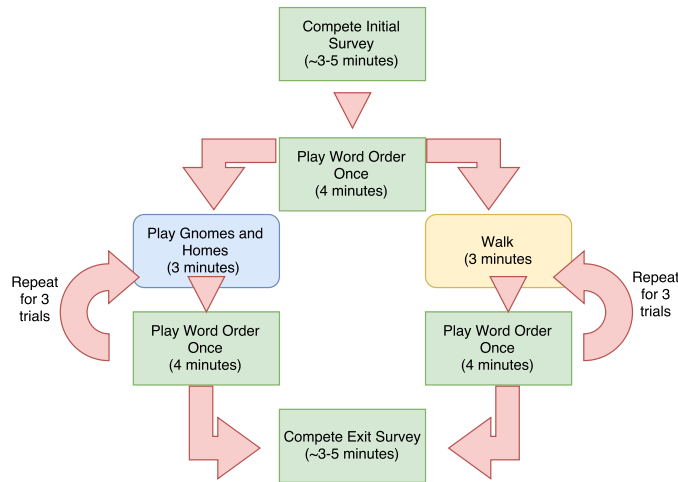 Compete Initial
Survey
(~3-5 minutes)
Play Word Order
Once
(4 minutes)
Play Gnomes and
Homes
(3 minutes)
Walk
(3 minutes
Repeat
for 3
trials
Repeat
for 3
trials
Play Word Order
Once
(4 minutes)
Play Word Order
Once
(4 minutes)
Compete Exit Survey
(~3-5 minutes)